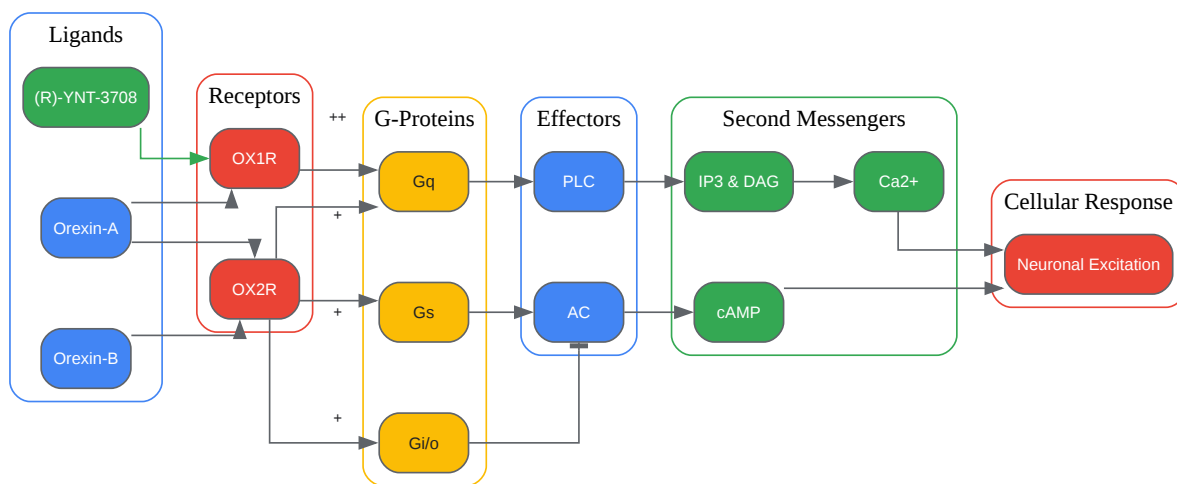 Ligands
(R)-YNT-3708
Orexin-A
Orexin-B
Receptors
OX1R
OX2R
++
+
+
+
G-Proteins
Gq
Gs
Gi/o
Effectors
PLC
AC
Second Messengers
IP3 & DAG
Ca2+
cAMP
Cellular Response
Neuronal Excitation